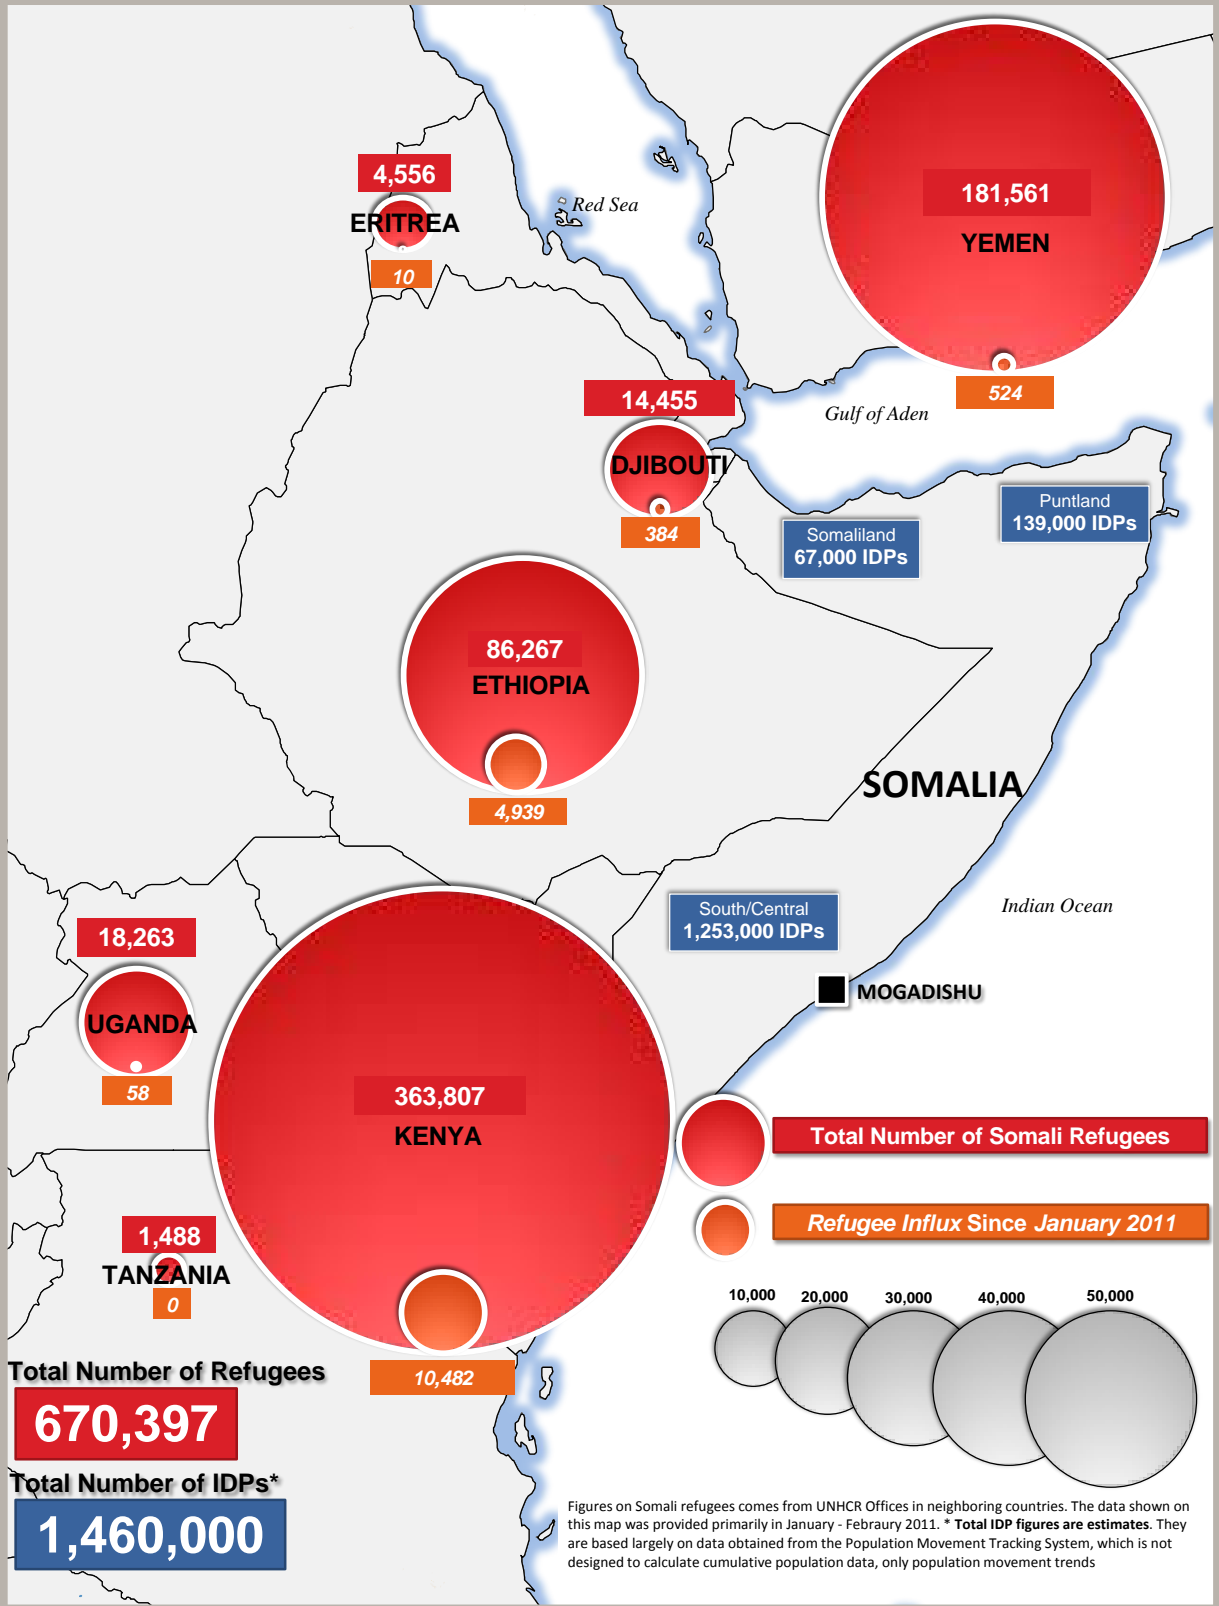 4,556
ERITREA
10
Red Sea
181,561
YEMEN
524
14,455
DJIBOUTI
384
Gulf of Aden
Puntland
139,000 IDPs
Somaliland
67,000 IDPs
86,267
ETHIOPIA
4,939
SOMALIA
South/Central
1,253,000 IDPs
Indian Ocean
MOGADISHU
18,263
UGANDA
58
363,807
KENYA
10,482
1,488
TANZANIA
0
Total Number of Somali Refugees
Refugee Influx Since January 2011
10,000
20,000
30,000
40,000
50,000
Total Number of Refugees
670,397
Total Number of IDPs*
1,460,000
Figures on Somali refugees comes from UNHCR Offices in neighboring countries. The data shown on
this map was provided primarily in January - Febraury 2011. * Total IDP figures are estimates. They
are based largely on data obtained from the Population Movement Tracking System, which is not
designed to calculate cumulative population data, only population movement trends